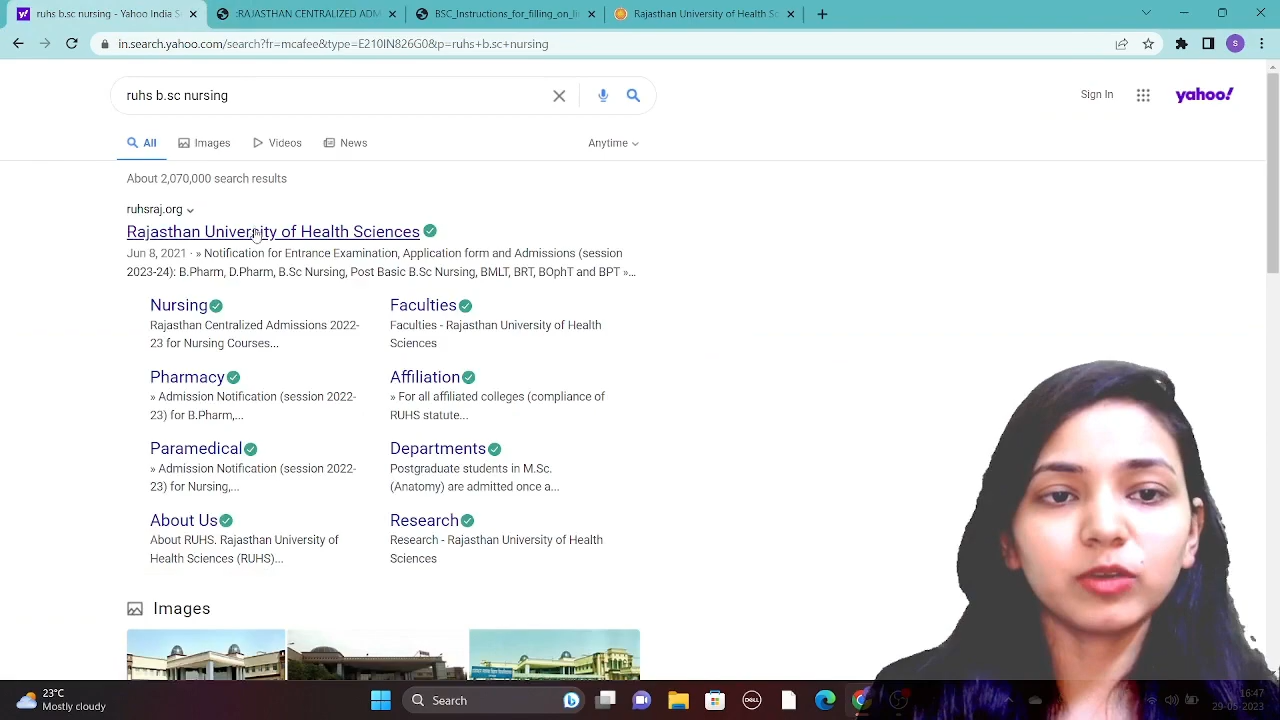 ruhs b.sc nursing - Yahoo India S
:RAJASTHAN CENTRALIZED ADM
BSC_Instructions_for_filling_on_li
Rajasthan University of Health Sc
in.search.yahoo.com/search?fr=mcafee&type=E210IN826G0&p=ruhs+b.sc+nursing
S
ruhs b.sc nursing
Sign In
yahoo!
All
Images
Videos
News
Anytime
About 2,070,000 search results
ruhsraj.org
Rajasthan University of Health Sciences
Jun 8, 2021 · » Notification for Entrance Examination, Application form and Admissions (session
2023-24): B.Pharm, D.Pharm, B.Sc Nursing, Post Basic B.Sc Nursing, BMLT, BRT, BOphT and BPT »...
Nursing
Rajasthan Centralized Admissions 2022-
23 for Nursing Courses...
Faculties
Faculties - Rajasthan University of Health
Sciences
Pharmacy
» Admission Notification (session 2022-
23) for B.Pharm,...
Affiliation
» For all affiliated colleges (compliance of
RUHS statute...
Paramedical
» Admission Notification (session 2022-
23) for Nursing,...
Departments
Postgraduate students in M.Sc.
(Anatomy) are admitted once a...
About Us
About RUHS. Rajasthan University of
Health Sciences (RUHS)...
Research
Research - Rajasthan University of Health
Sciences
Images
23°C
Mostly cloudy
Search
DELL
16:47
29-05-2023